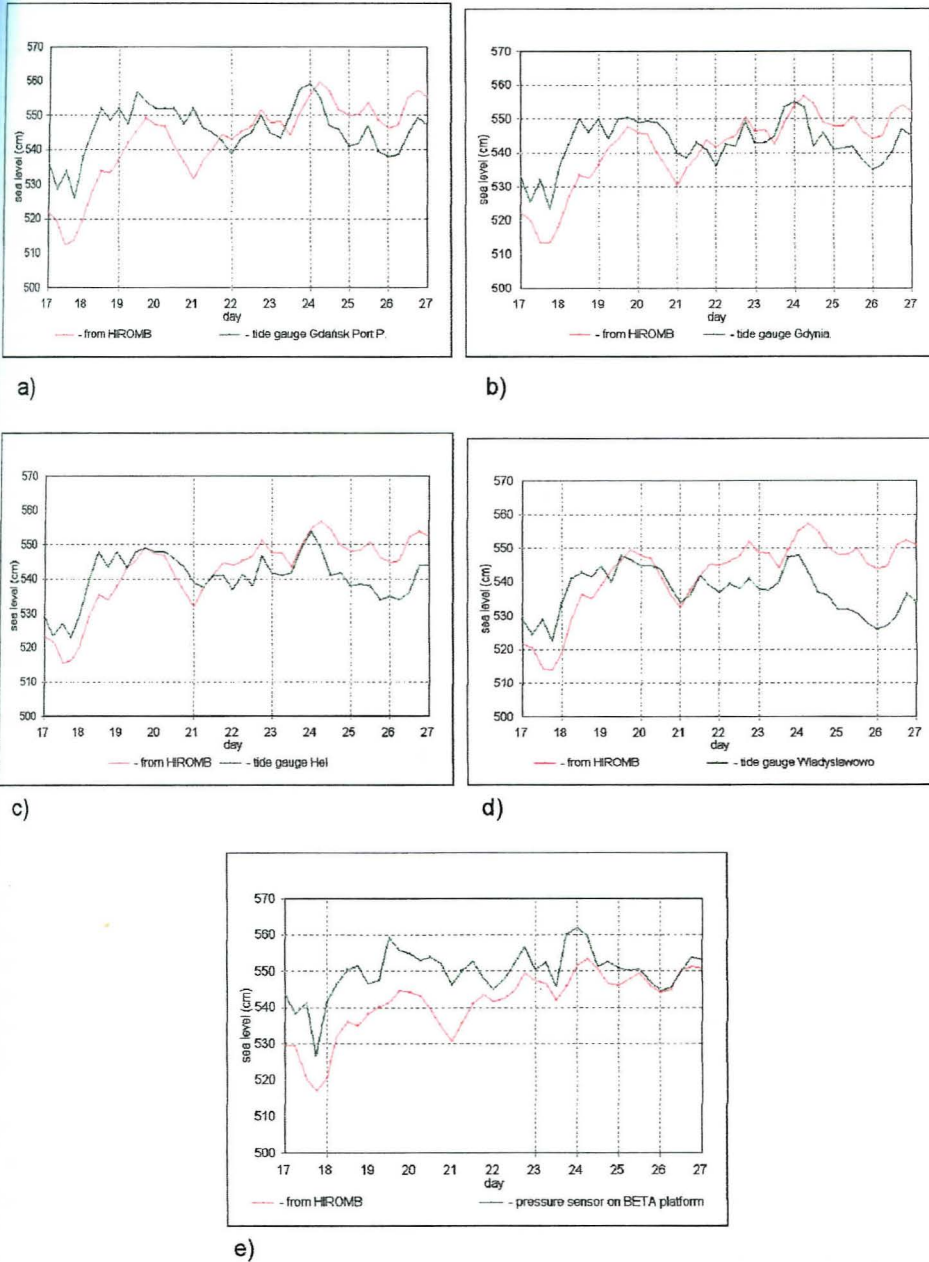 570
560
550
540
530
520
510
500
sea level (cm)
17 18 19 20 21 22 23 24 25 26 27
day
- from HIROMB - tide gauge Gdańsk Port P.
a)
570
560
550
540
530
520
510
500
sea level (cm)
17 18 19 20 21 22 23 24 25 26 27
day
- from HIROMB - tide gauge Gdynia
b)
570
560
550
540
530
520
510
500
sea level (cm)
17 18 19 20 21 22 23 24 25 26 27
day
- from HIROMB - tide gauge Hel
c)
570
560
550
540
530
520
510
500
sea level (cm)
17 18 19 20 21 22 23 24 25 26 27
day
- from HIROMB - tide gauge Wladyslawowo
d)
570
560
550
540
530
520
510
500
sea level (cm)
17 18 19 20 21 22 23 24 25 26 27
day
- from HIROMB - pressure sensor on BETA platform
e)